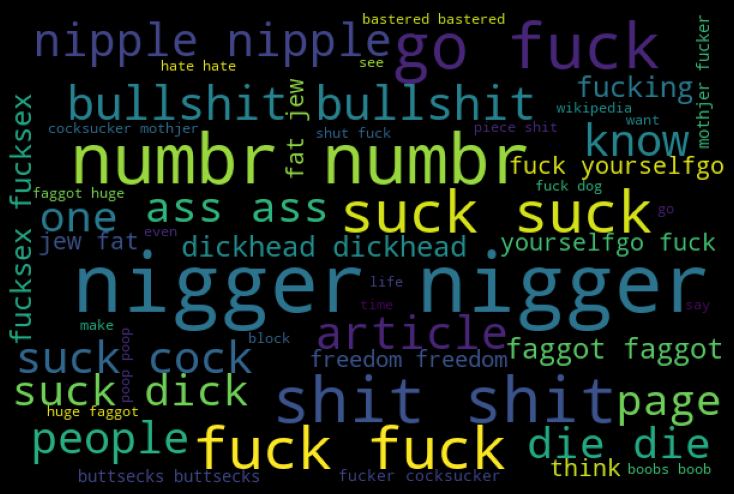 bastered bastered
nipple nipple
go fuck
mothjer fucker
hate hate
see
fucking
bullshit bullshit
fat jew
wikipedia
want
cocksucker mothjer
shut fuck
piece shit
know
numbr numbr
fucksex fucksex
fuck yourselfgo
faggot huge
fuck dog
ass ass
suck suck
one
go
even
jew fat
dickhead dickhead
yourselfgo fuck
nigger nigger
life
time
say
make
article
block
poop poop
suck cock
freedom freedom
faggot faggot
suck dick
shit shit
page
huge faggot
people
fuck fuck
die die
think
boobs boob
buttsecks buttsecks
fucker cocksucker